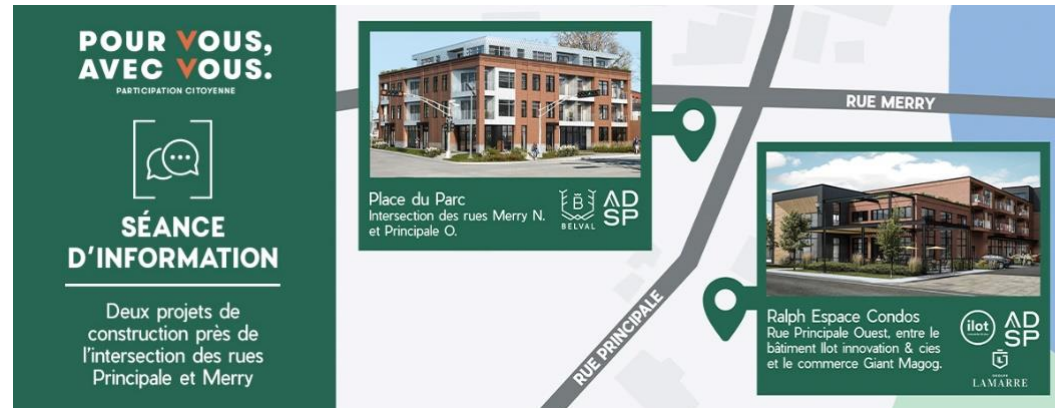 POUR VOUS,
AVEC VOUS.
PARTICIPATION CITOYENNE
SÉANCE
D'INFORMATION
Deux projets de
construction près de
l'intersection des rues
Principale et Merry
Place du Parc
Intersection des rues Merry N.
et Principale O.
B
BELVAL
AD
SP
RUE MERRY
RUE PRINCIPALE
Ralph Espace Condos
Rue Principale Ouest, entre le
bâtiment Ilot innovation & cies
et le commerce Giant Magog.
ilot
AD
SP
LAMARRE